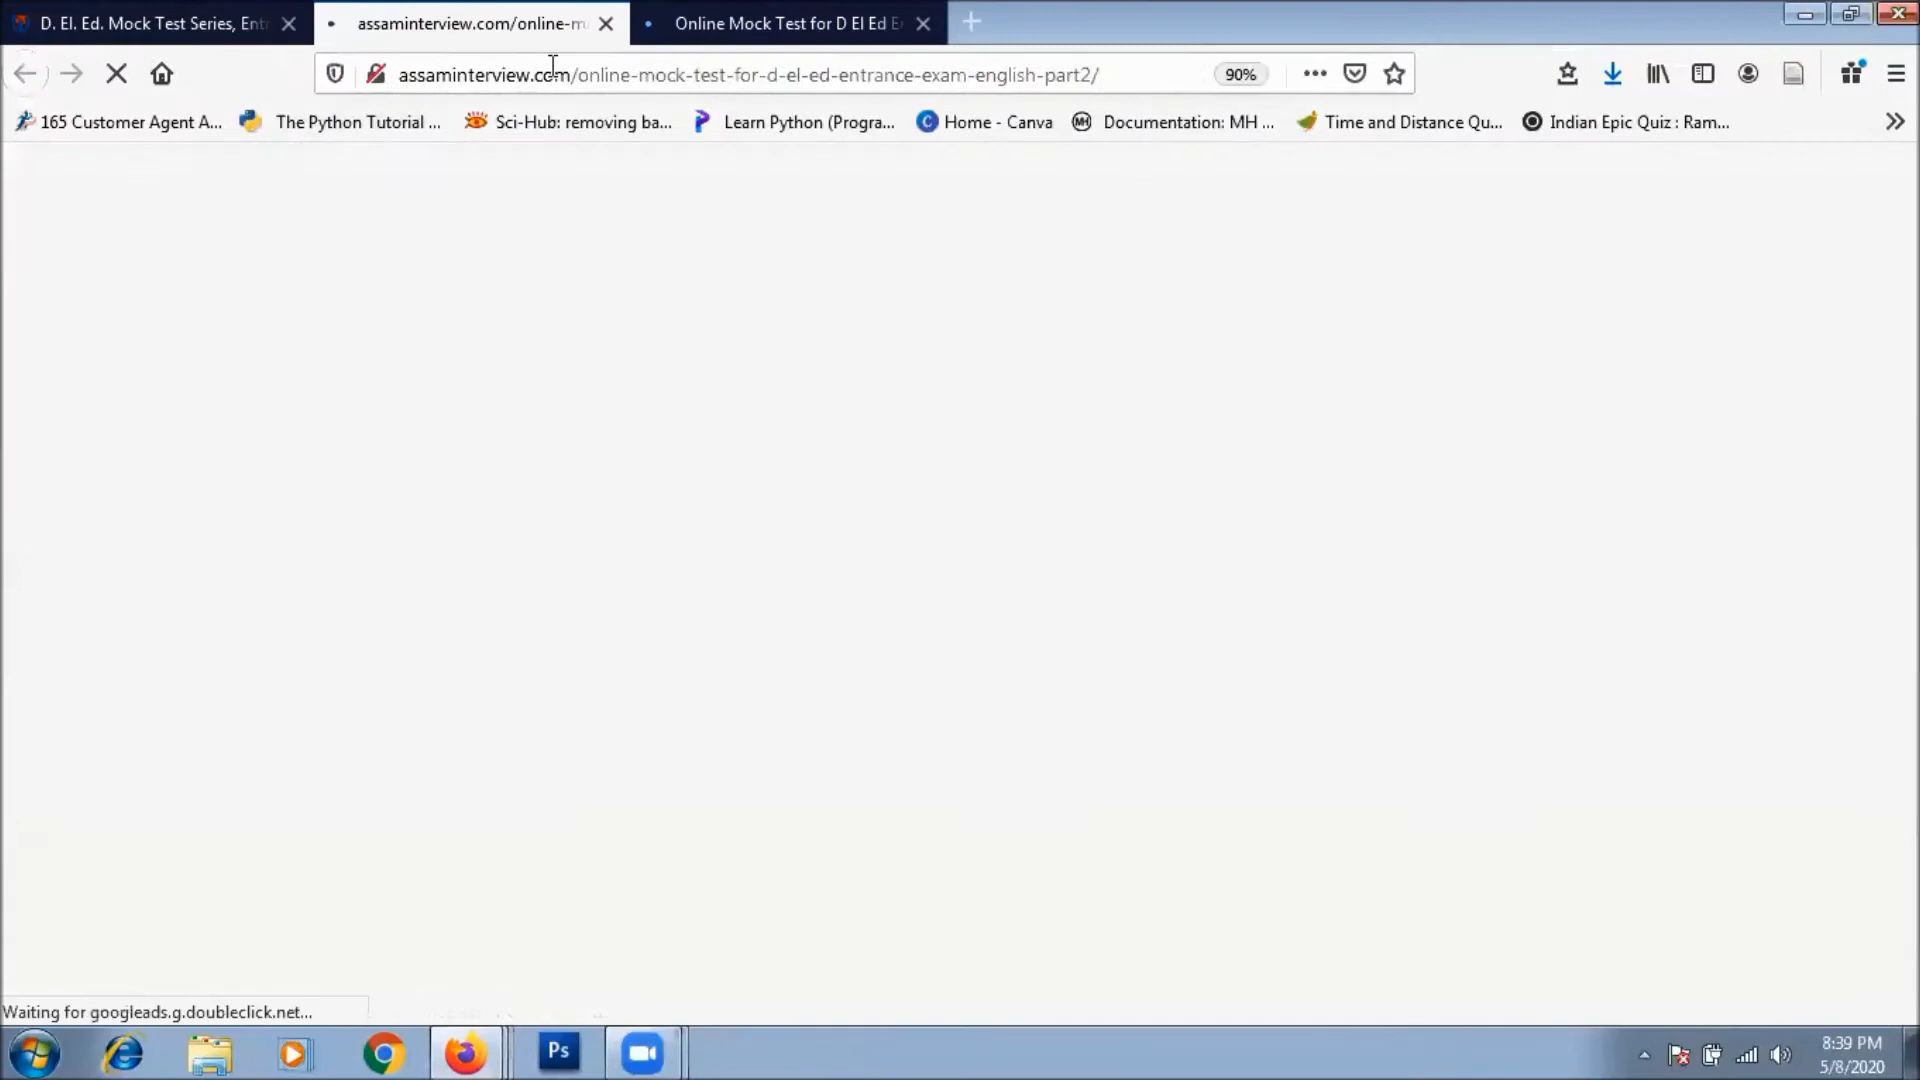 D. El. Ed. Mock Test Series, Ent
assaminterview.com/online-m
Online Mock Test for D El Ed E
assaminterview.com/online-mock-test-for-d-el-ed-entrance-exam-english-part2/
90%
165 Customer Agent A...
The Python Tutorial ...
Sci-Hub: removing ba...
Learn Python (Progra...
Home - Canva
MH
Documentation: MH ...
Time and Distance Qu...
Indian Epic Quiz : Ram...
Waiting for googleads.g.doubleclick.net...
Ps
8:39 PM
5/8/2020